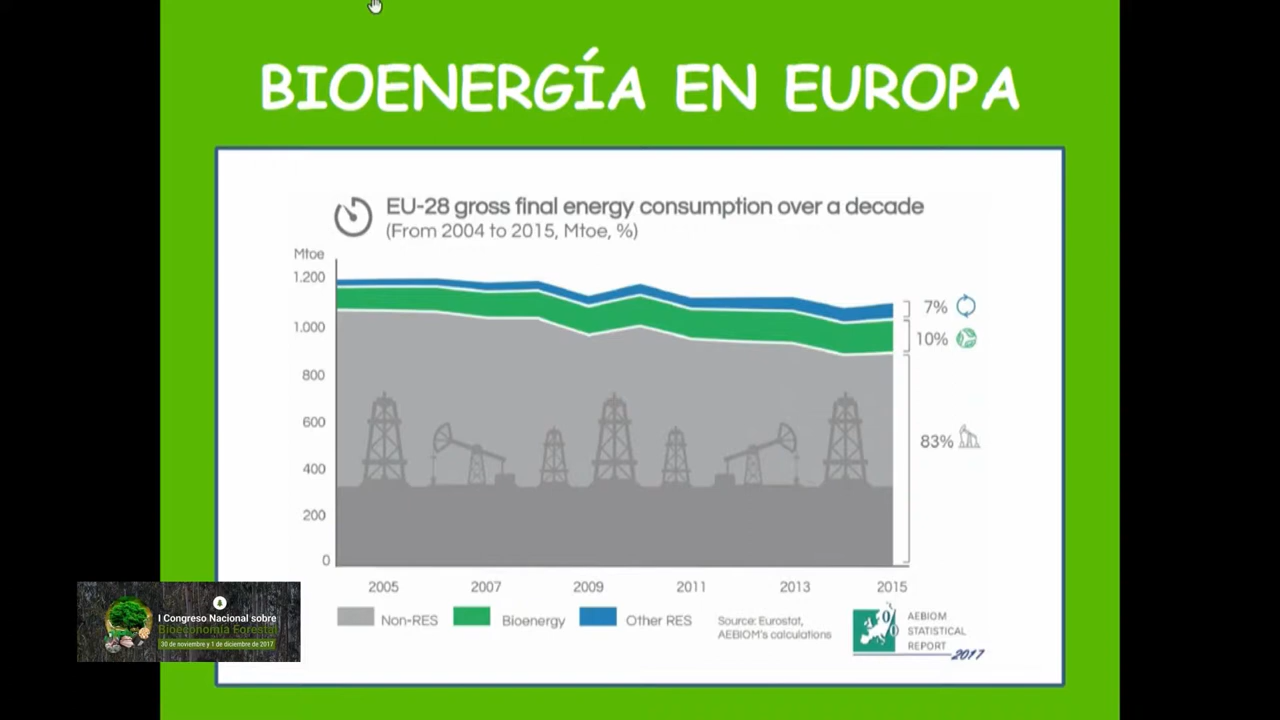 BIOENERGÍA EN EUROPA
EU-28 gross final energy consumption over a decade
(From 2004 to 2015, Mtoe, %)
Mtoe
1.200
1.000
800
600
400
200
0
7%
10%
83%
2005 2007 2009 2011 2013 2015
Non-RES Bioenergy Other RES
Source: Eurostat,
AEBIOM's calculations
AEBIOM
STATISTICAL
REPORT
2017
I Congreso Nacional sobre
Bioeconomía Forestal
30 de noviembre y 1 de diciembre de 2017